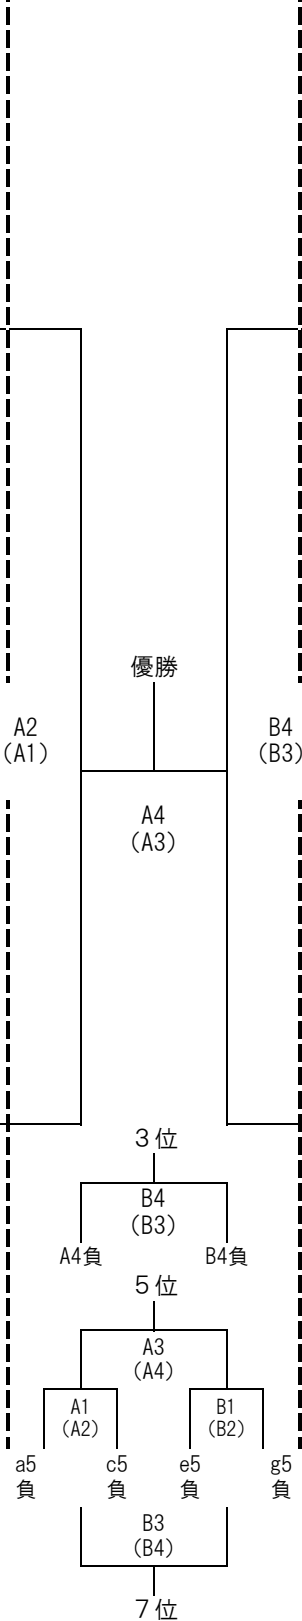 優勝
A2
（A1）
B4
（B3）
A4
（A3）
３位
B4
（B3）
A4負
B4負
５位
A3
（A4）
A1
（A2）
B1
（B2）
a5
負
c5
負
e5
負
g5
負
B3
（B4）
７位